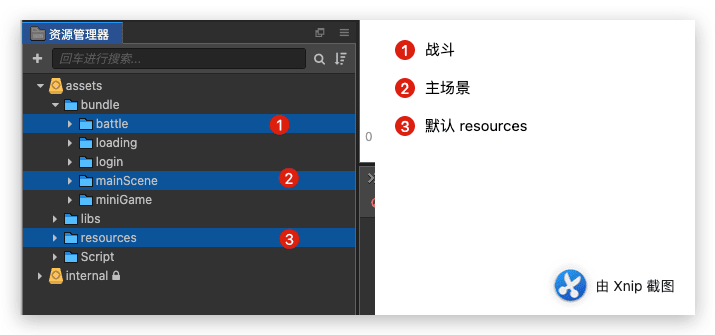 资源管理器
回车进行搜索...
assets
bundle
battle
1
loading
login
mainScene
2
miniGame
libs
resources
3
Script
internal
0
1 战斗
2 主场景
3 默认 resources
由 Xnip 截图